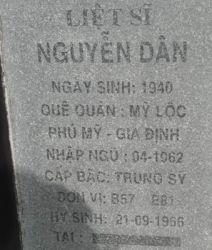 LIỆT SĨ
NGUYỄN DÂN
NGÀY SINH: 1940
QUÊ QUÁN: MỸ LỘC
PHÚ MỸ - GIA ĐỊNH
NHẬP NGŨ : 04-1962
CẤP BẬC: TRUNG SỸ
ĐƠN VỊ: B57 E81
HY SINH: 21-09-1966
TẠI :